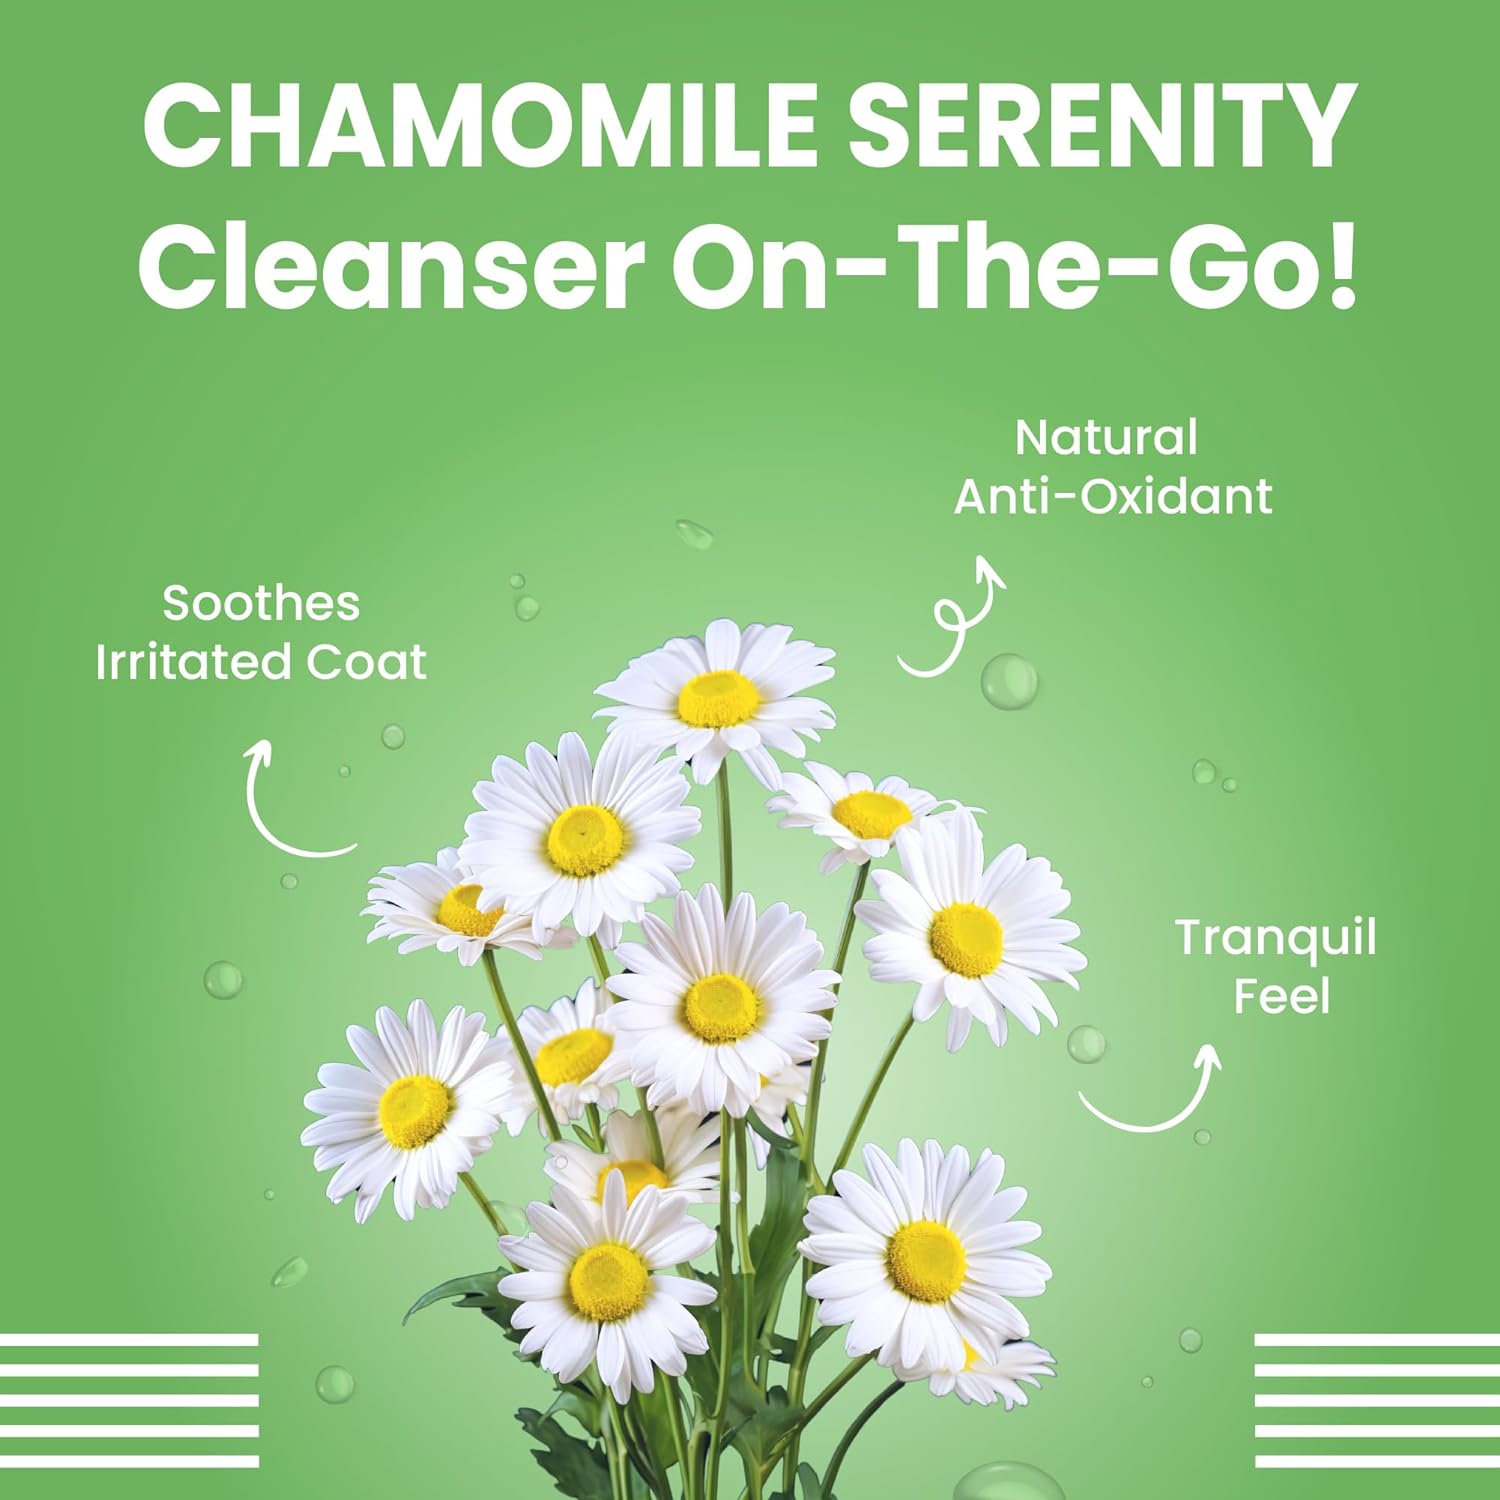 CHAMOMILE SERENITY
Cleanser On-The-Go!
Natural
Anti-Oxidant
Soothes
Irritated Coat
Tranquil
Feel